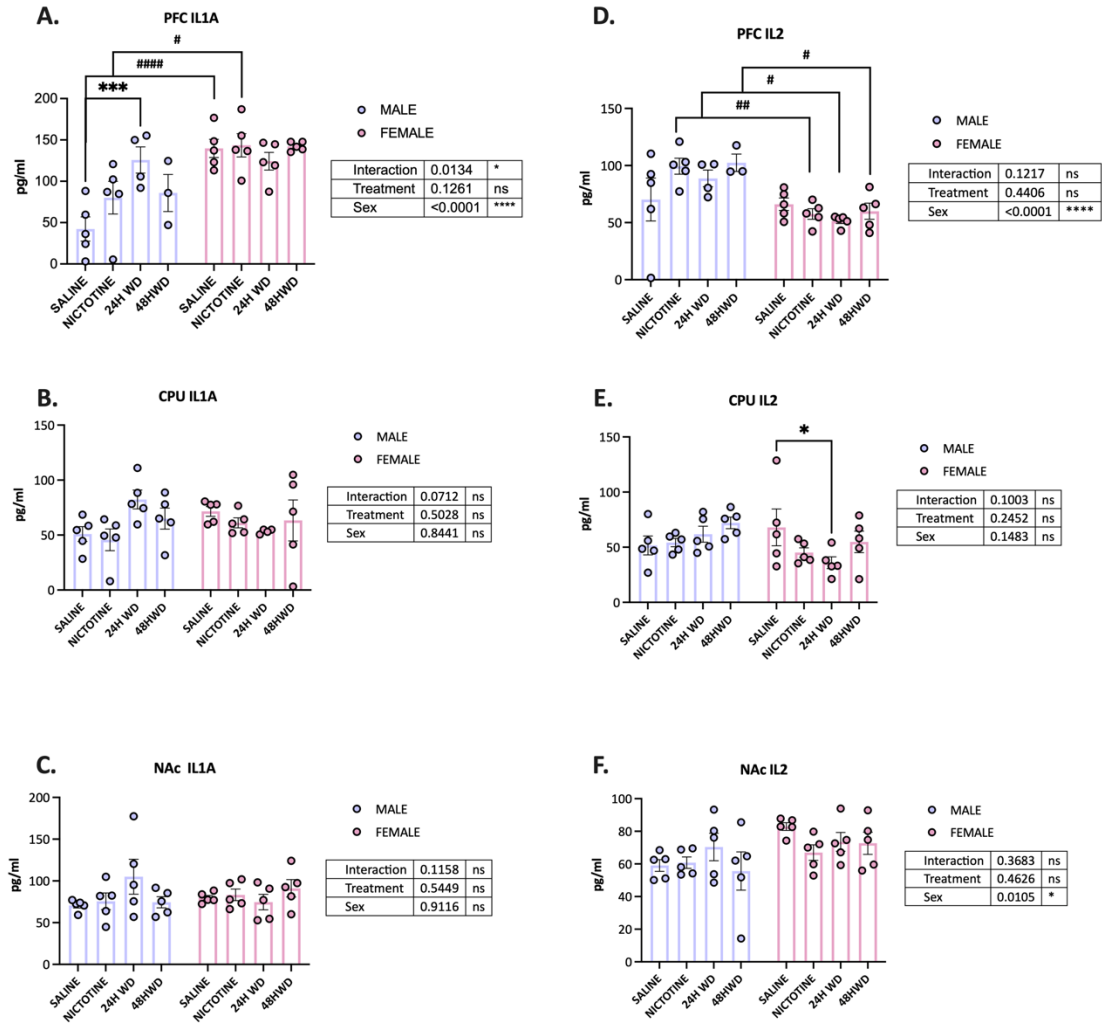 A.
PFC IL1A
#
####
***
200
150
100
50
0
pg/ml
SALINE
NICTOTINE
24H WD
48HWD
SALINE
NICTOTINE
24H WD
48HWD
MALE
FEMALE
Interaction 0.0134 *
Treatment 0.1261 ns
Sex <0.0001 ****
D.
PFC IL2
#
#
##
150
100
50
0
pg/ml
SALINE
NICTOTINE
24H WD
48HWD
SALINE
NICTOTINE
24H WD
48HWD
MALE
FEMALE
Interaction 0.1217 ns
Treatment 0.4406 ns
Sex <0.0001 ****
B.
CPU IL1A
150
100
50
0
pg/ml
SALINE
NICTOTINE
24H WD
48HWD
SALINE
NICTOTINE
24H WD
48HWD
MALE
FEMALE
Interaction 0.0712 ns
Treatment 0.5028 ns
Sex 0.8441 ns
E.
CPU IL2
*
150
100
50
0
pg/ml
SALINE
NICTOTINE
24H WD
48HWD
SALINE
NICTOTINE
24H WD
48HWD
MALE
FEMALE
Interaction 0.1003 ns
Treatment 0.2452 ns
Sex 0.1483 ns
C.
NAc IL1A
200
150
100
50
0
pg/ml
SALINE
NICTOTINE
24H WD
48HWD
SALINE
NICTOTINE
24H WD
48HWD
MALE
FEMALE
Interaction 0.1158 ns
Treatment 0.5449 ns
Sex 0.9116 ns
F.
NAc IL2
100
80
60
40
20
0
pg/ml
SALINE
NICTOTINE
24H WD
48HWD
SALINE
NICTOTINE
24H WD
48HWD
MALE
FEMALE
Interaction 0.3683 ns
Treatment 0.4626 ns
Sex 0.0105 *